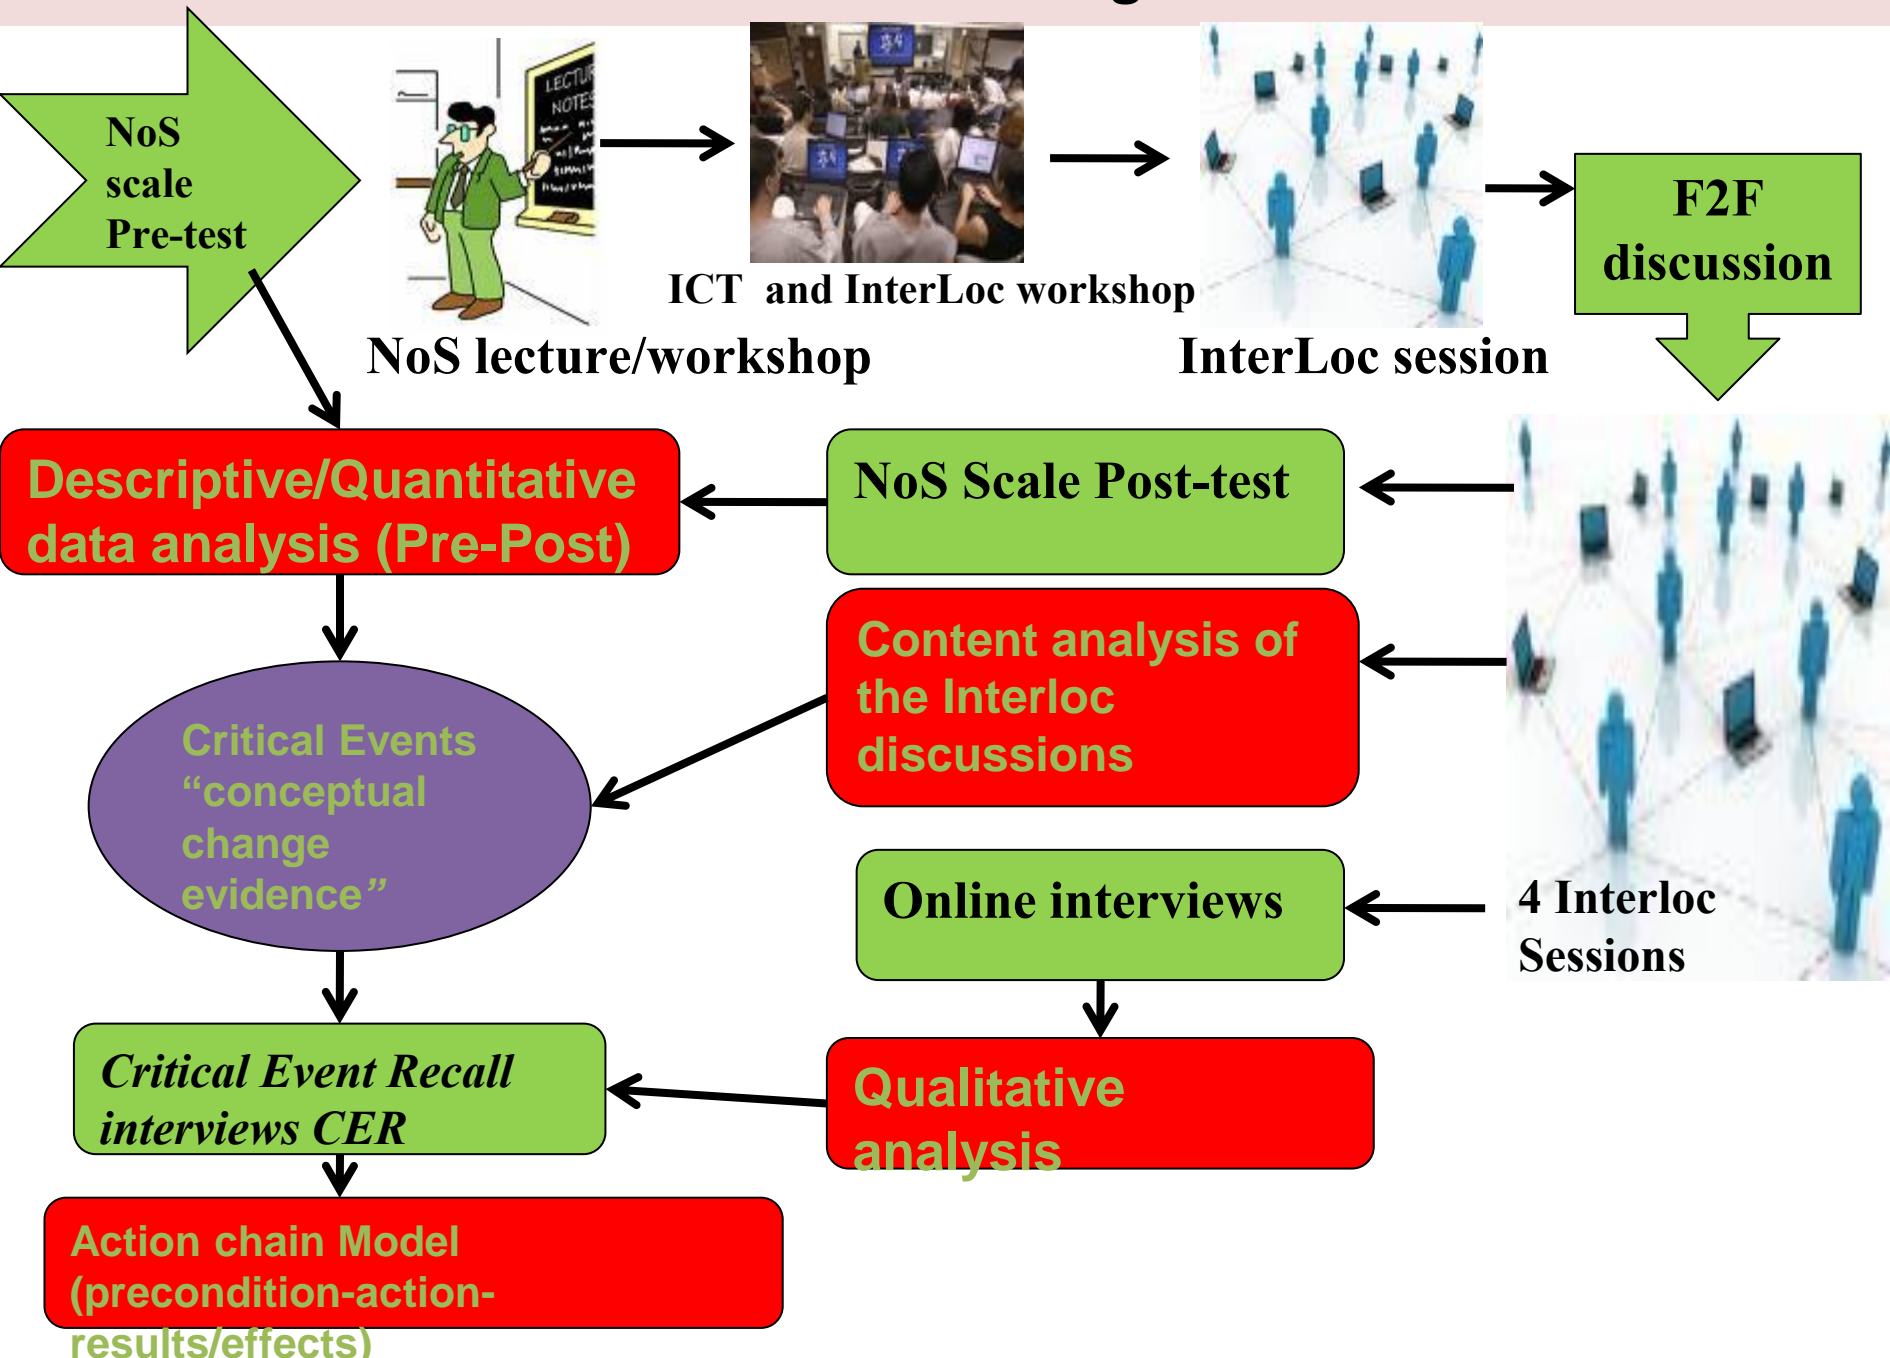 NoS
scale
Pre-test
LECTUR
NOTES
ICT and InterLoc workshop
NoS lecture/workshop
InterLoc session
F2F
discussion
Descriptive/Quantitative
data analysis (Pre-Post)
NoS Scale Post-test
Content analysis of
the Interloc
discussions
Critical Events
“conceptual
change
evidence”
Online interviews
4 Interloc
Sessions
Critical Event Recall
interviews CER
Qualitative
analysis
Action chain Model
(precondition-action-
results/effects)